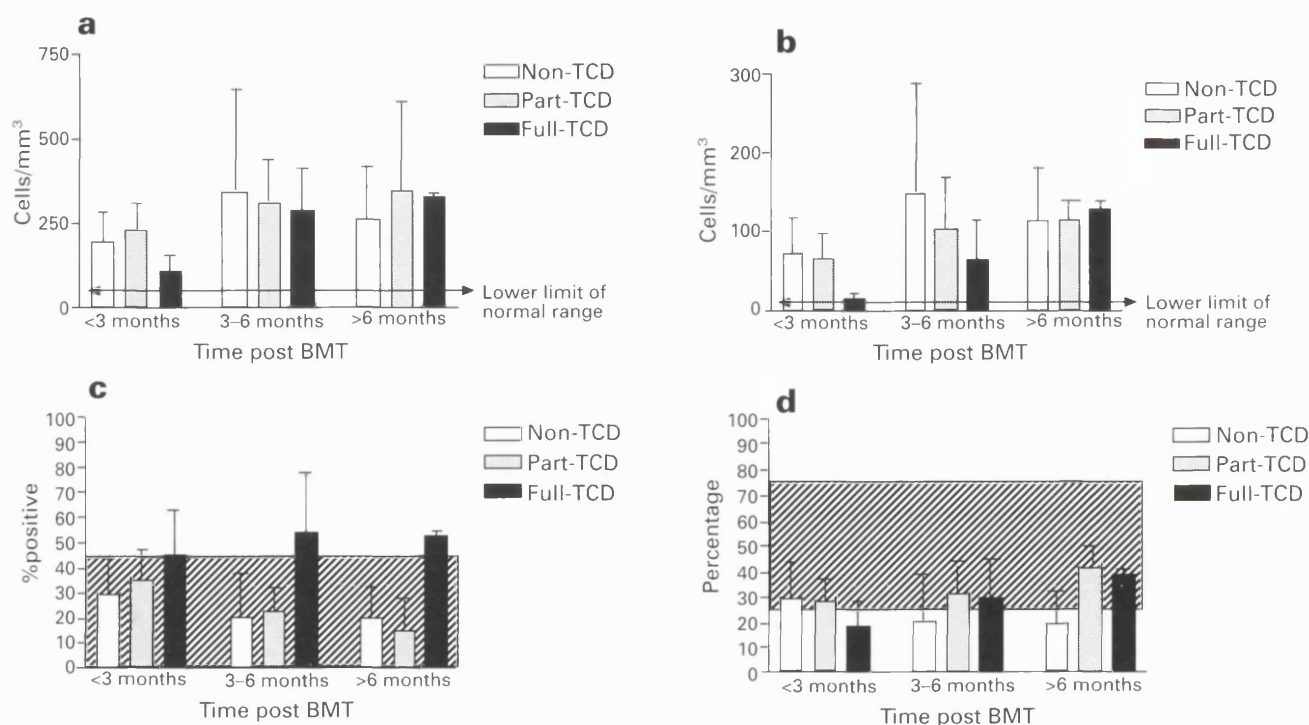 a
750
500
250
0
Cells/mm³
Non-TCD
Part-TCD
Full-TCD
Lower limit of
normal range
<3 months
3–6 months
>6 months
Time post BMT
b
300
200
100
0
Cells/mm³
Non-TCD
Part-TCD
Full-TCD
Lower limit of
normal range
<3 months
3–6 months
>6 months
Time post BMT
c
100
90
80
70
60
50
40
30
20
10
0
%positive
Non-TCD
Part-TCD
Full-TCD
<3 months
3–6 months
>6 months
Time post BMT
d
100
90
80
70
60
50
40
30
20
10
0
Percentage
Non-TCD
Part-TCD
Full-TCD
<3 months
3–6 months
>6 months
Time post BMT